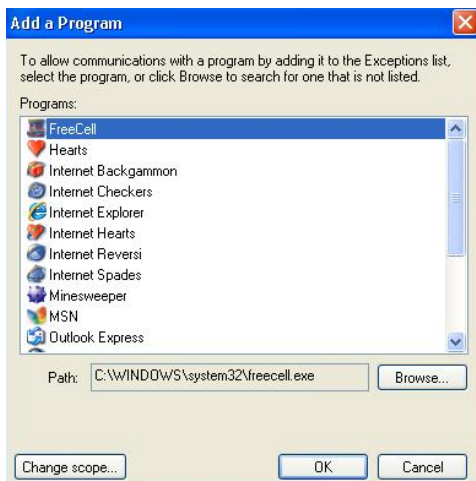 Add a Program
To allow communications with a program by adding it to the Exceptions list,
select the program, or click Browse to search for one that is not listed.
Programs:
FreeCell
Hearts
Internet Backgammon
Internet Checkers
Internet Explorer
Internet Hearts
Internet Reversi
Internet Spades
Minesweeper
MSN
Outlook Express
Path: C:\WINDOWS\system32\freecell.exe Browse...
Change scope... OK Cancel